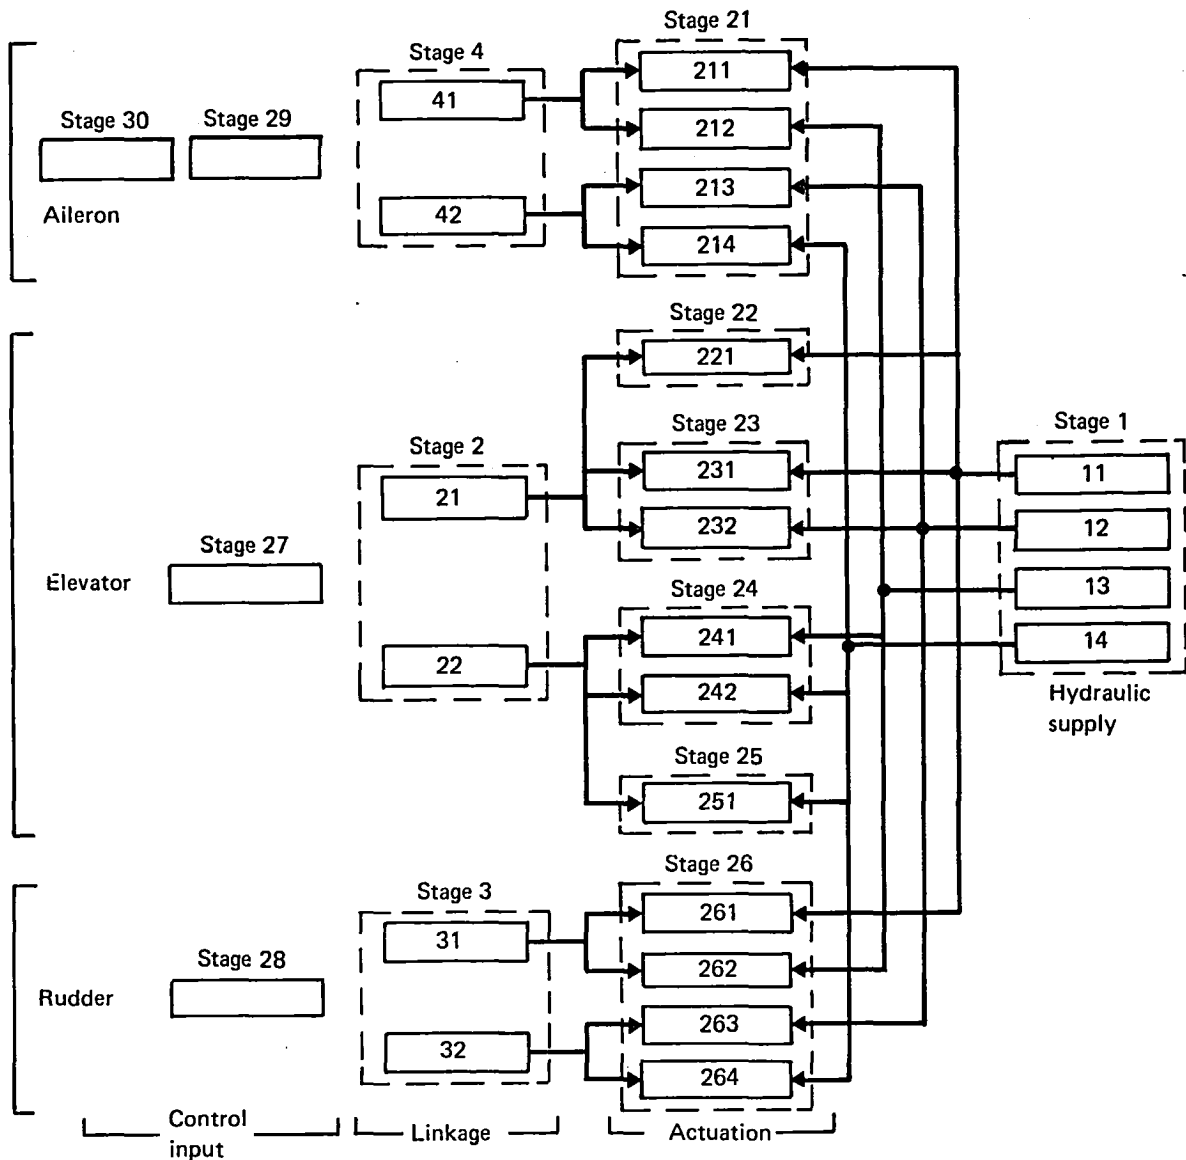 Stage 21
Stage 4
211
41
Stage 30
Stage 29
212
213
Aileron
42
214
Stage 22
221
Stage 2
Stage 23
Stage 1
21
231
11
232
12
Stage 27
Elevator
Stage 24
13
241
14
22
242
Hydraulic
supply
Stage 25
251
Stage 26
Stage 3
261
31
Stage 28
262
Rudder
263
32
264
Control
input
Linkage
Actuation